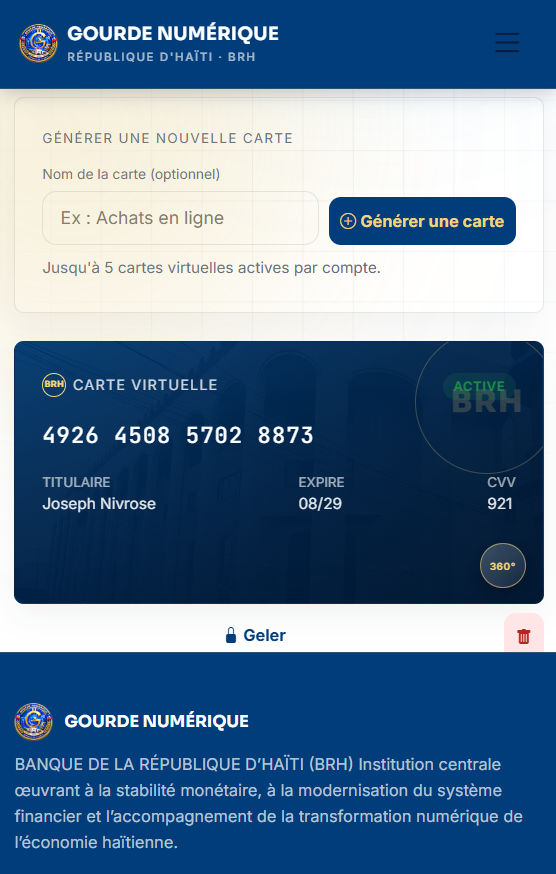 GOURDE NUMÉRIQUE
RÉPUBLIQUE D'HAÏTI · BRH
GÉNÉRER UNE NOUVELLE CARTE
Nom de la carte (optionnel)
Ex : Achats en ligne
Générer une carte
Jusqu'à 5 cartes virtuelles actives par compte.
BRH CARTE VIRTUELLE
ACTIVE
BRH
4926 4508 5702 8873
TITULAIRE EXPIRE CVV
Joseph Nivrose 08/29 921
360°
Geler
GOURDE NUMÉRIQUE
BANQUE DE LA RÉPUBLIQUE D’HAÏTI (BRH) Institution centrale
œuvrant à la stabilité monétaire, à la modernisation du système
financier et l’accompagnement de la transformation numérique de
l’économie haïtienne.